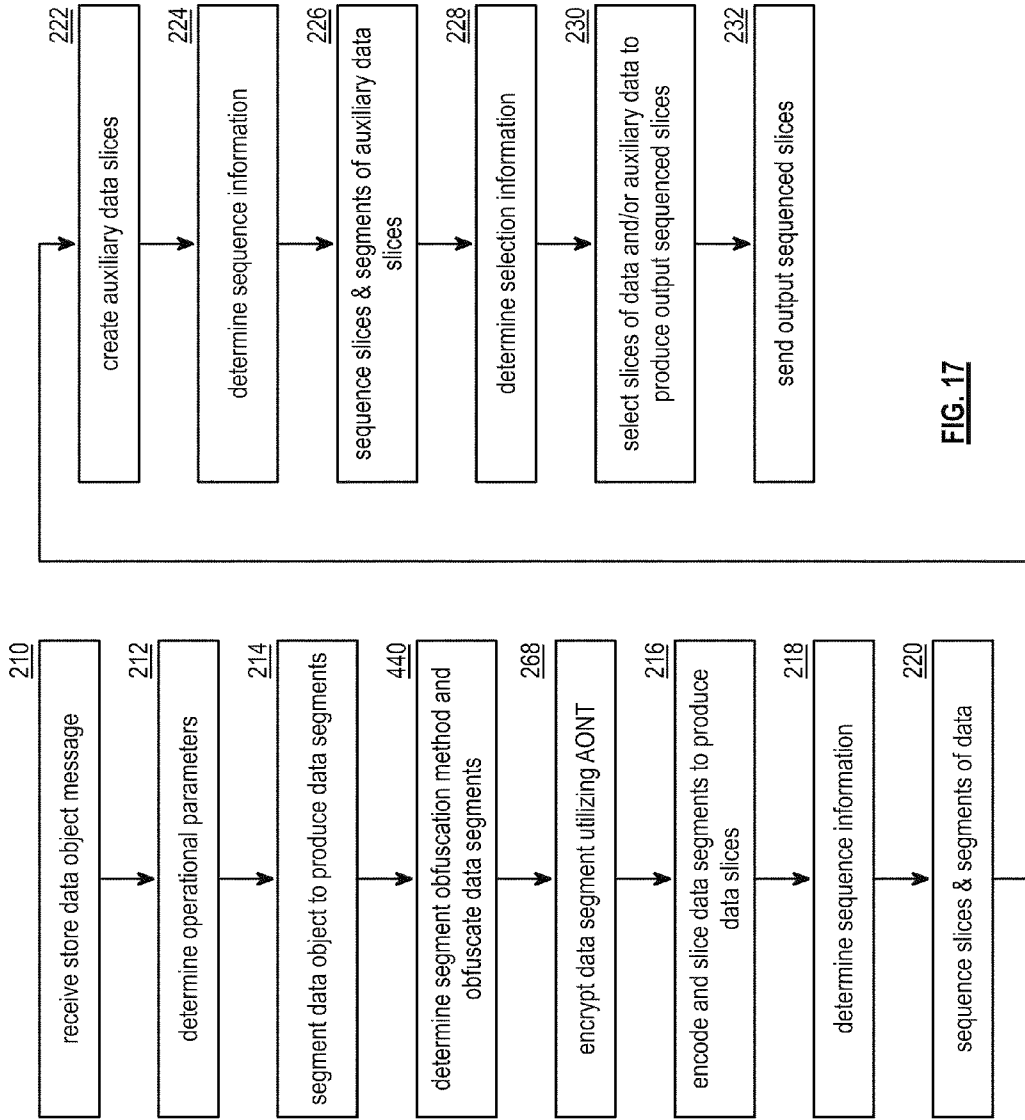 210
receive store data object message
212
determine operational parameters
214
segment data object to produce data segments
440
determine segment obfuscation method and
obfuscate data segments
268
encrypt data segment utilizing AONT
216
encode and slice data segments to produce
data slices
218
determine sequence information
220
sequence slices & segments of data
222
create auxiliary data slices
224
determine sequence information
226
sequence slices & segments of auxiliary data
slices
228
determine selection information
230
select slices of data and/or auxiliary data to
produce output sequenced slices
232
send output sequenced slices
FIG. 17